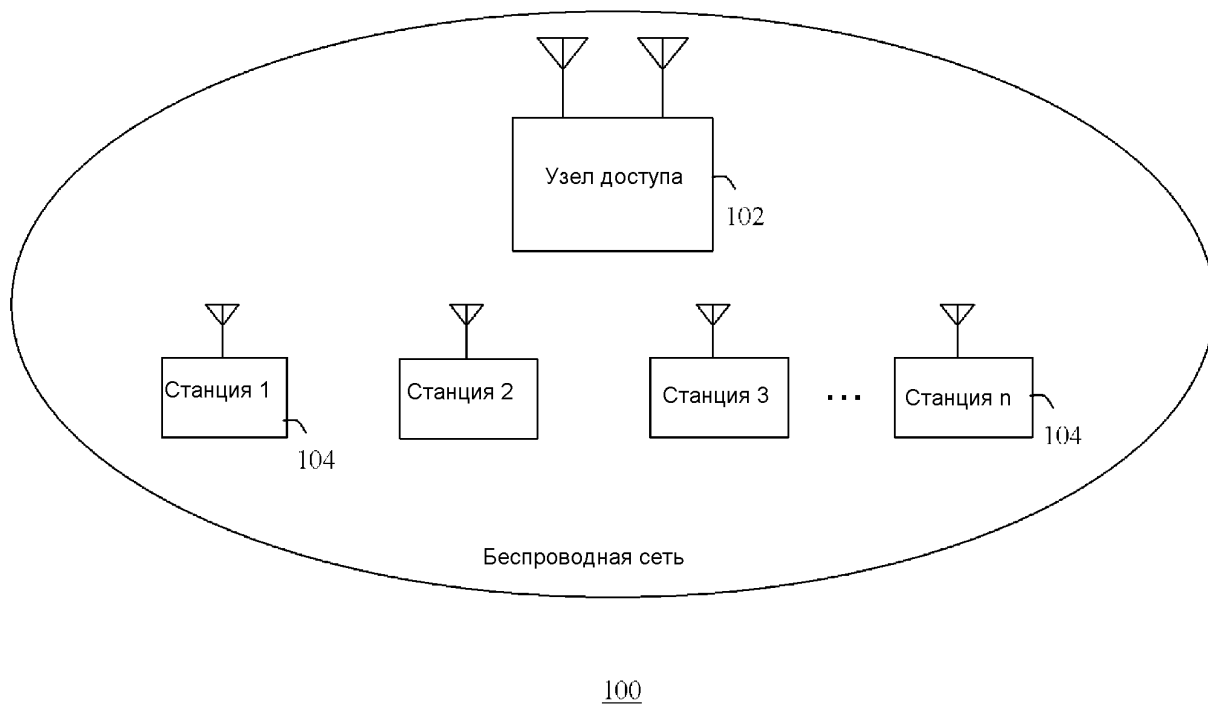 Узел доступа
102
Станция 1
Станция 2
Станция 3
...
Станция n
104
104
Беспроводная сеть
100